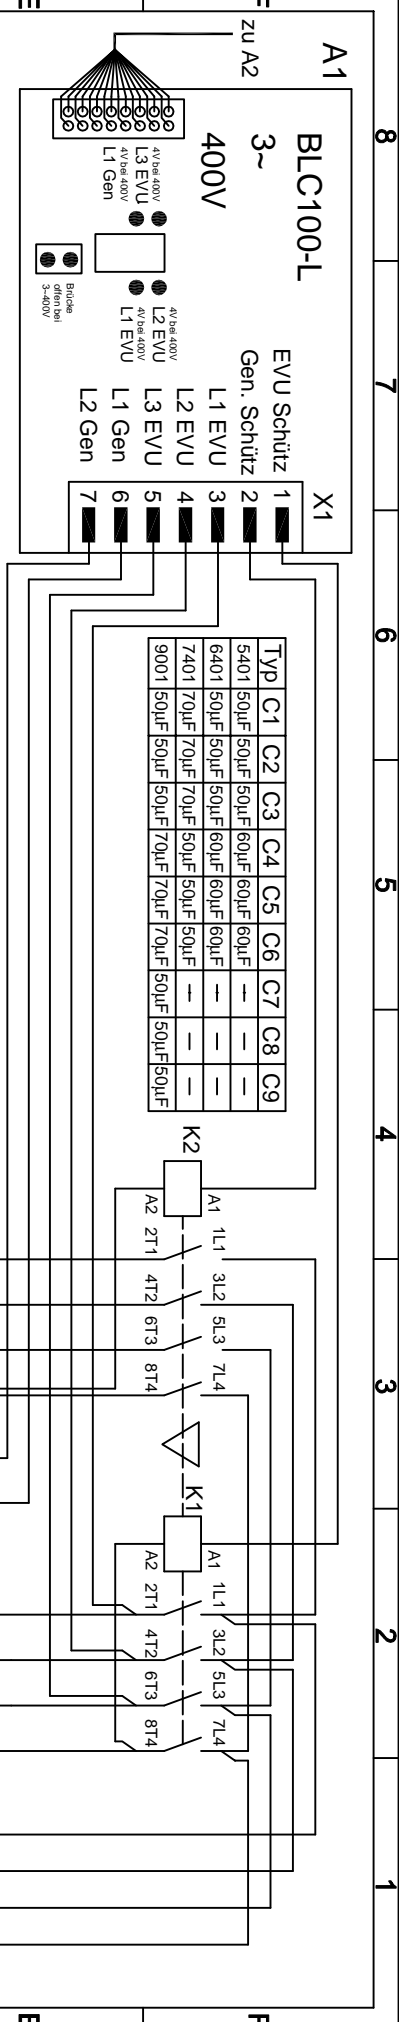 8
7
6
5
4
3
2
1
A1
zu A2
BLC100-L
3~
400V
4V bei 400V
L3 EVU
4V bei 400V
L1 Gen
4V bei 400V
L2 EVU
4V bei 400V
L1 EVU
Brücke
offen bei
3~400V
X1
EVU Schütz 1
Gen. Schütz 2
L1 EVU 3
L2 EVU 4
L3 EVU 5
L1 Gen 6
L2 Gen 7
Typ C1 C2 C3 C4 C5 C6 C7 C8 C9
5401 50µF 50µF 50µF 60µF 60µF 60µF – – –
6401 50µF 50µF 50µF 60µF 60µF 60µF – – –
7401 70µF 70µF 70µF 50µF 50µF 50µF – – –
9001 50µF 50µF 50µF 70µF 70µF 70µF 50µF 50µF 50µF
K2
A1 1L1 3L2 5L3 7L4
A2 2T1 4T2 6T3 8T4
K1
A1 1L1 3L2 5L3 7L4
A2 2T1 4T2 6T3 8T4